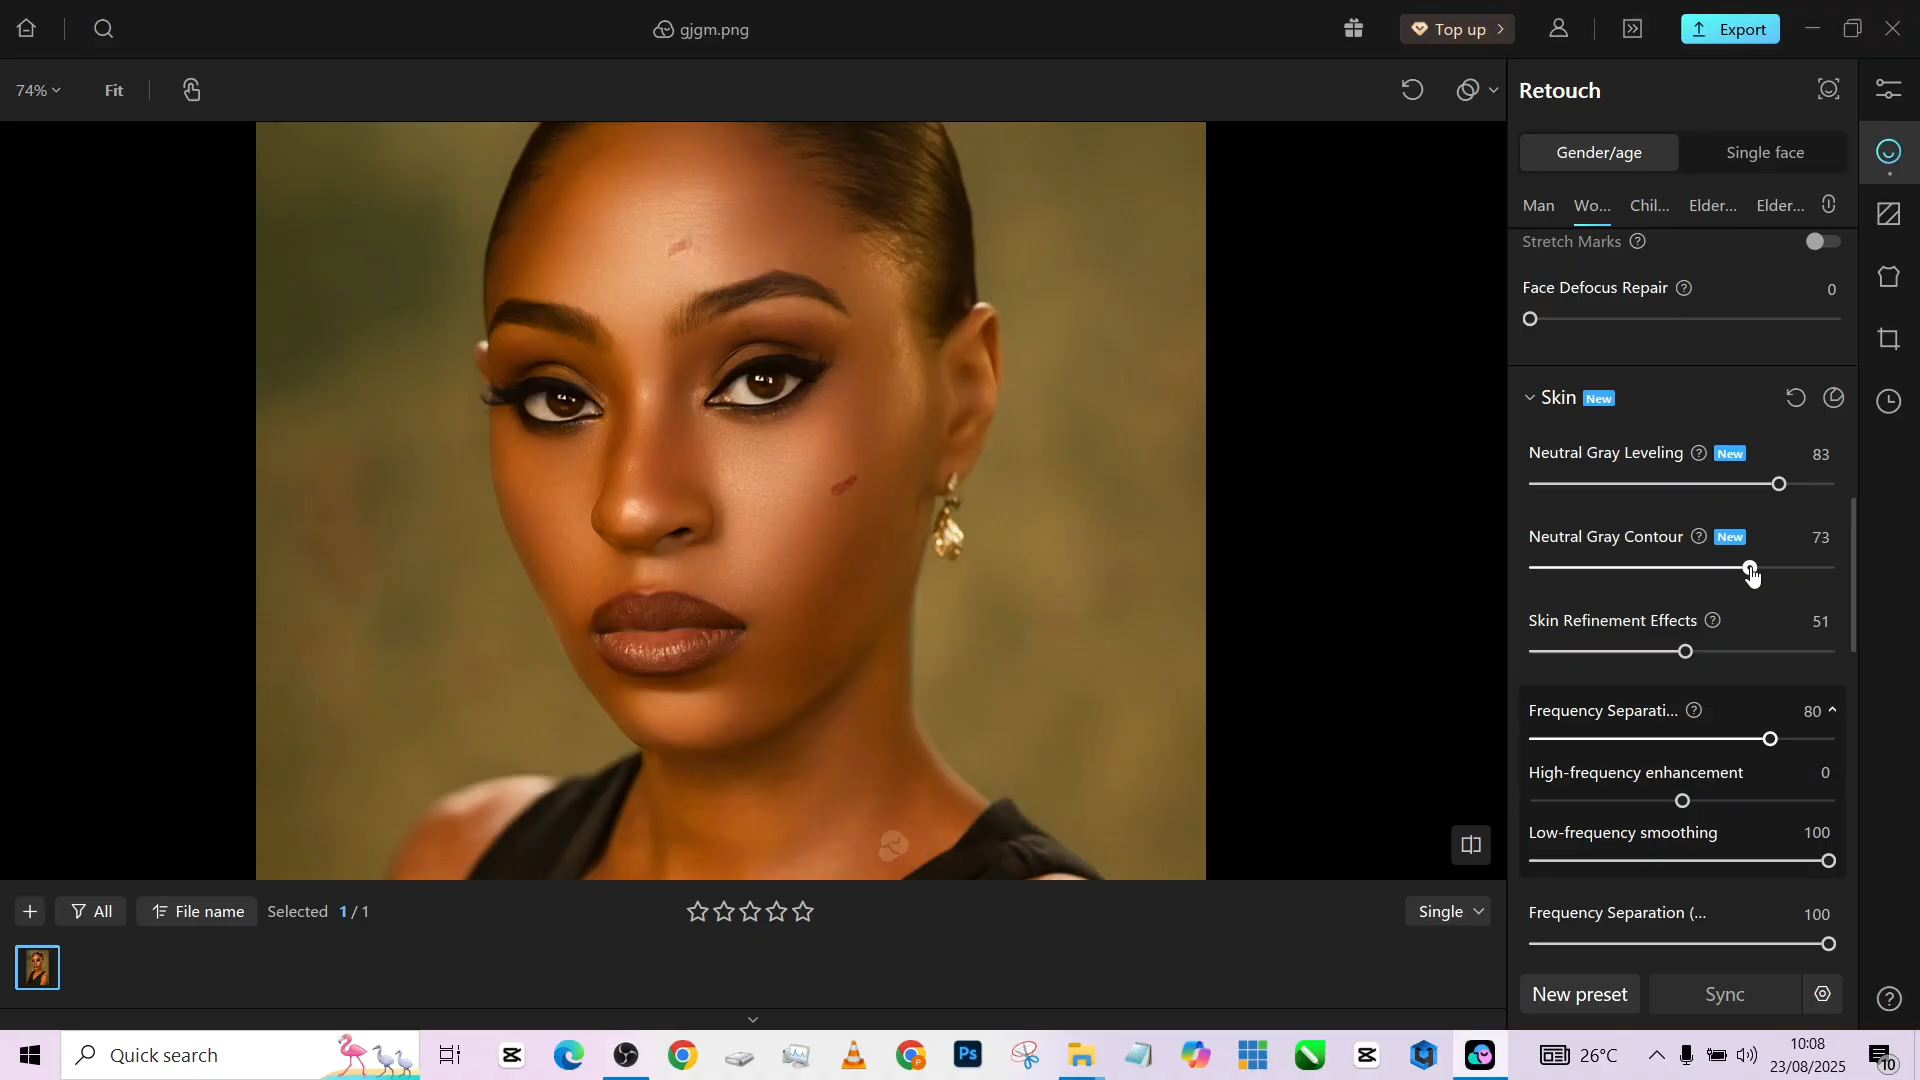 gjgm.png
Top up
Export
74%
Fit
Retouch
Gender/age
Single face
Man
Wo...
Chil...
Elder...
Elder...
Stretch Marks
Face Defocus Repair
0
Skin
New
Neutral Gray Leveling
New
83
Neutral Gray Contour
New
73
Skin Refinement Effects
51
Frequency Separati...
80
High-frequency enhancement
0
Low-frequency smoothing
100
Frequency Separation (...
100
All
File name
Selected 1/1
Single
New preset
Sync
Quick search
Ps
26°C
10:08
23/08/2025
10